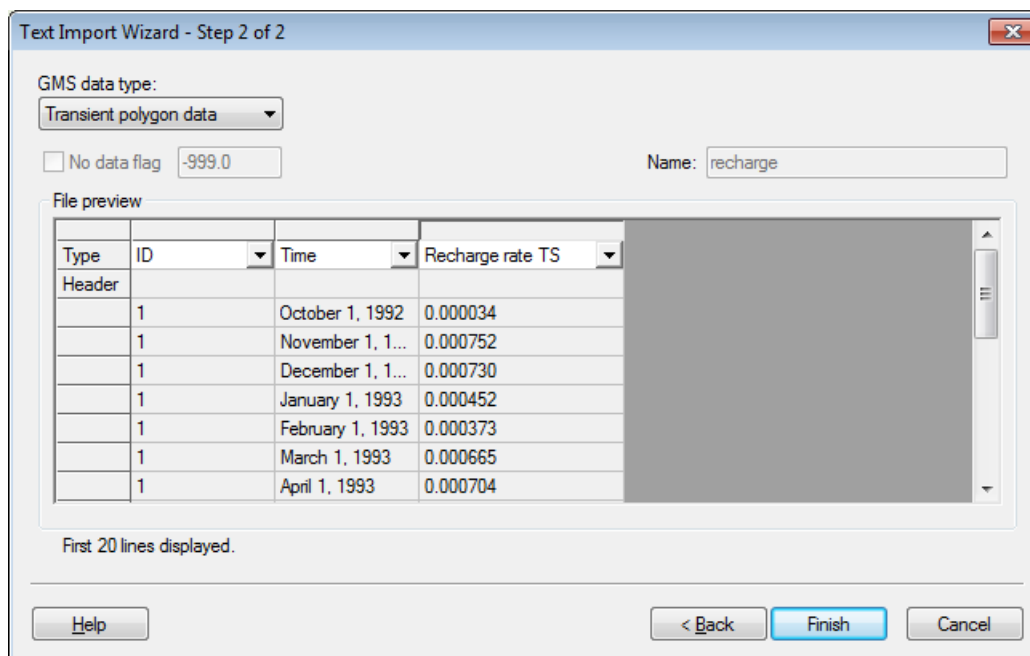 Text Import Wizard - Step 2 of 2
GMS data type:
Transient polygon data
No data flag -999.0 Name: recharge
File preview
Type ID Time Recharge rate TS
Header
1 October 1, 1992 0.000034
1 November 1, 1... 0.000752
1 December 1, 1... 0.000730
1 January 1, 1993 0.000452
1 February 1, 1993 0.000373
1 March 1, 1993 0.000665
1 April 1, 1993 0.000704
First 20 lines displayed.
Help < Back Finish Cancel